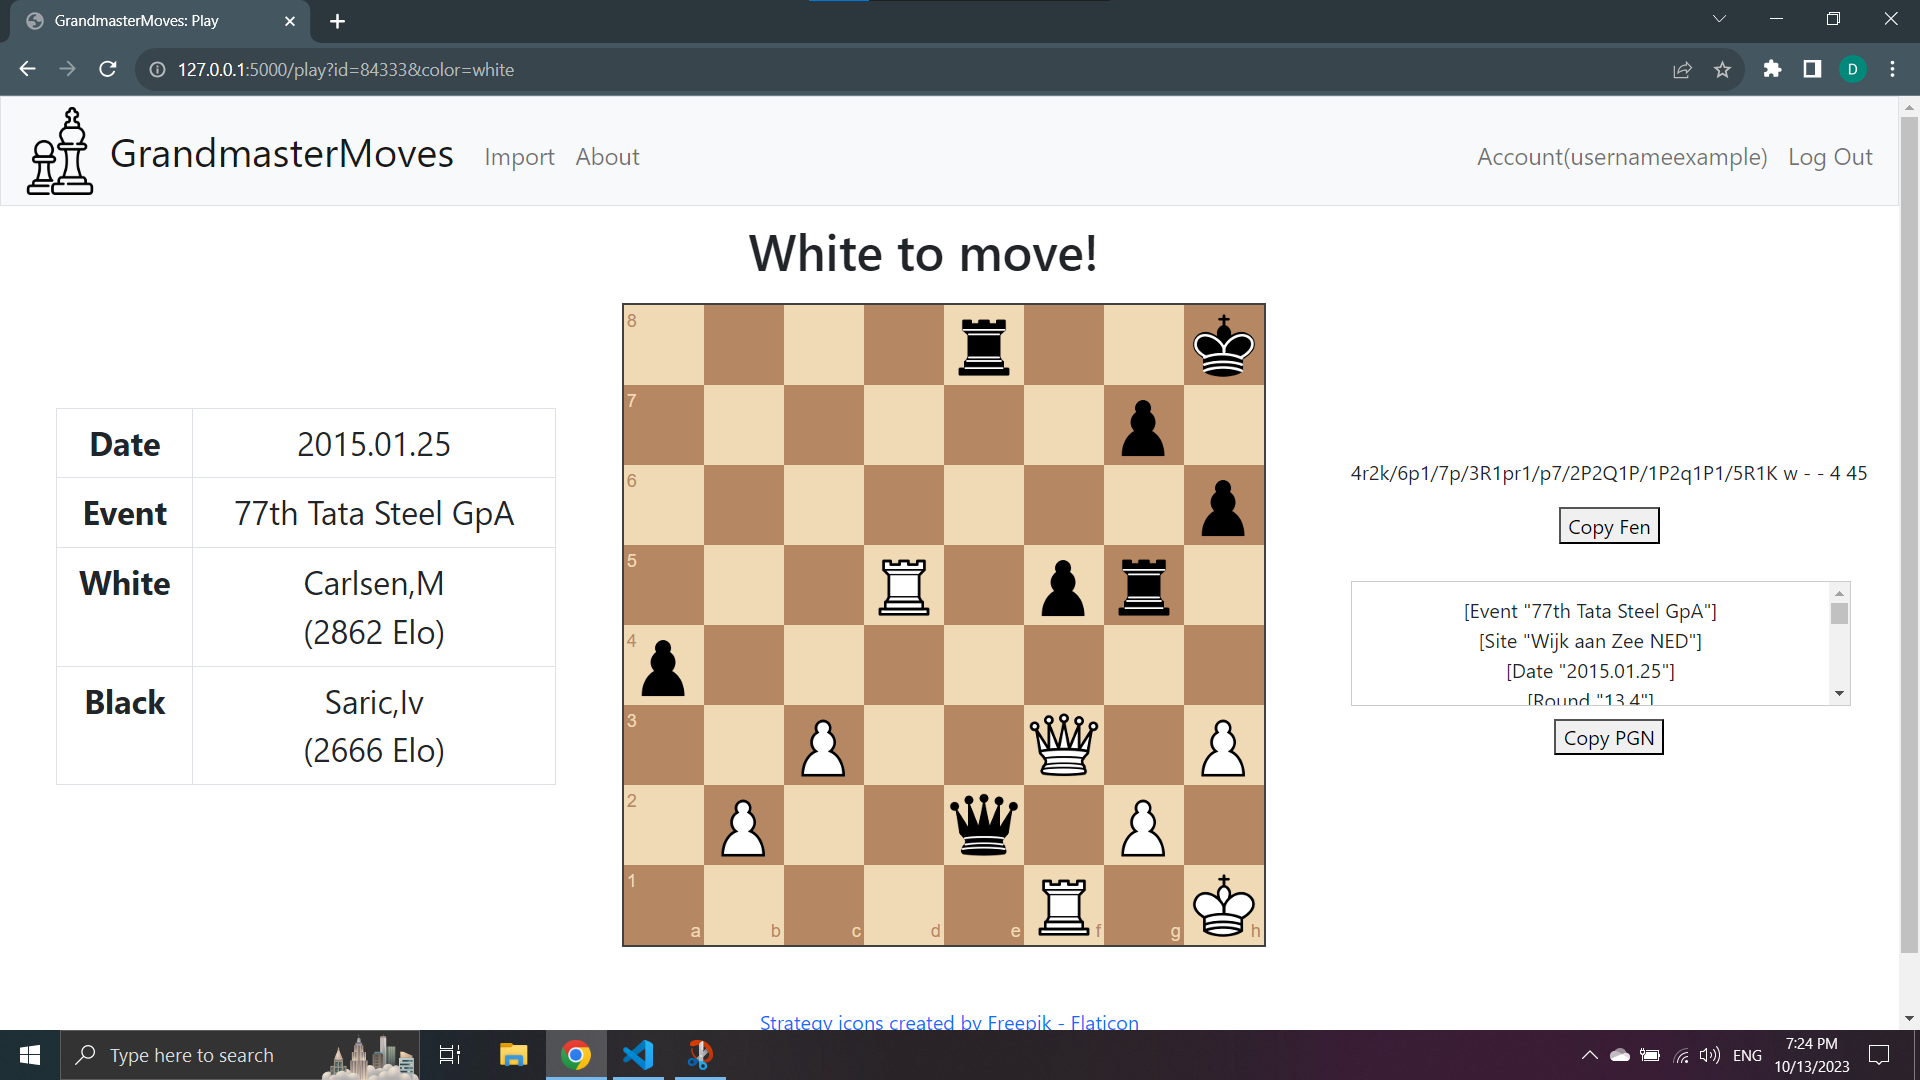 GrandmasterMoves: Play
127.0.0.1:5000/play?id=84333&color=white
D
GrandmasterMoves Import About Account(usernameexample) Log Out
White to move!
Date 2015.01.25
Event 77th Tata Steel GpA
White Carlsen,M
(2862 Elo)
Black Saric,Iv
(2666 Elo)
8
7
6
5
4
3
2
1
a b c d e f g h
4r2k/6p1/7p/3R1pr1/p7/2P2Q1P/1P2q1P1/5R1K w - - 4 45
Copy Fen
[Event "77th Tata Steel GpA"]
[Site "Wijk aan Zee NED"]
[Date "2015.01.25"]
[Round "13.4"]
Copy PGN
Strategy icons created by Freepik - Flaticon
Type here to search
ENG
7:24 PM
10/13/2023